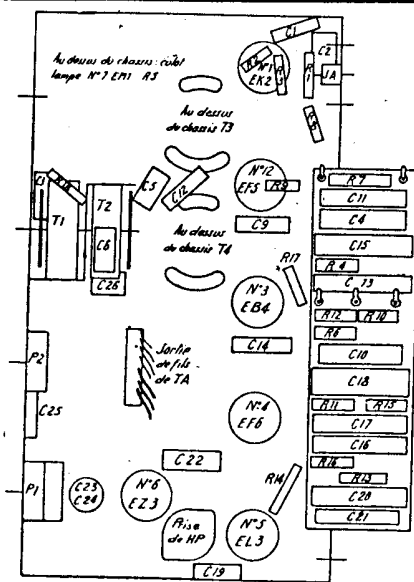 Au dessus du chassis: culot
lampe N°7 EM1 R5
C1
C2
N°1
EK2
R1
1A
Au dessus
du chassis T3
C3
T1
T2
C6
C26
C5
C12
N°12
EF5
R9
C9
Au dessus
du chassis T4
R17
N°3
EB4
C14
R7
C11
C4
C15
R4
C13
R12
R10
R6
C10
C18
R11
R15
C17
C16
R16
R13
C20
C21
P2
C25
Sortie
de fils
de TA
N°4
EF6
C22
R14
P1
C23
C24
N°6
EZ3
Prise
de HP
N°5
EL3
C19